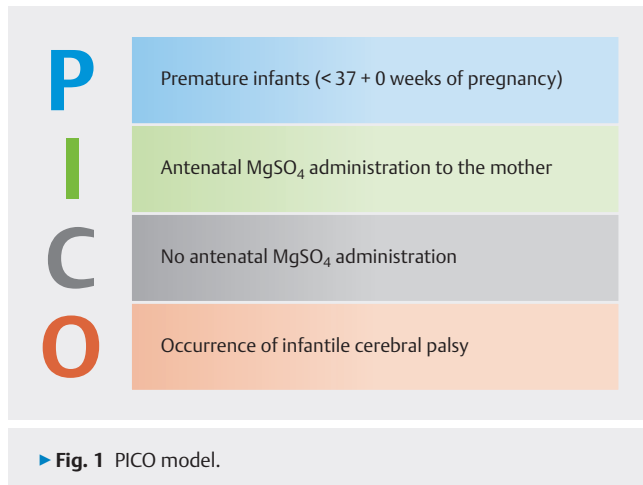 P
Premature infants (< 37 + 0 weeks of pregnancy)
I
Antenatal MgSO₄ administration to the mother
C
No antenatal MgSO₄ administration
O
Occurrence of infantile cerebral palsy
▶ Fig. 1 PICO model.